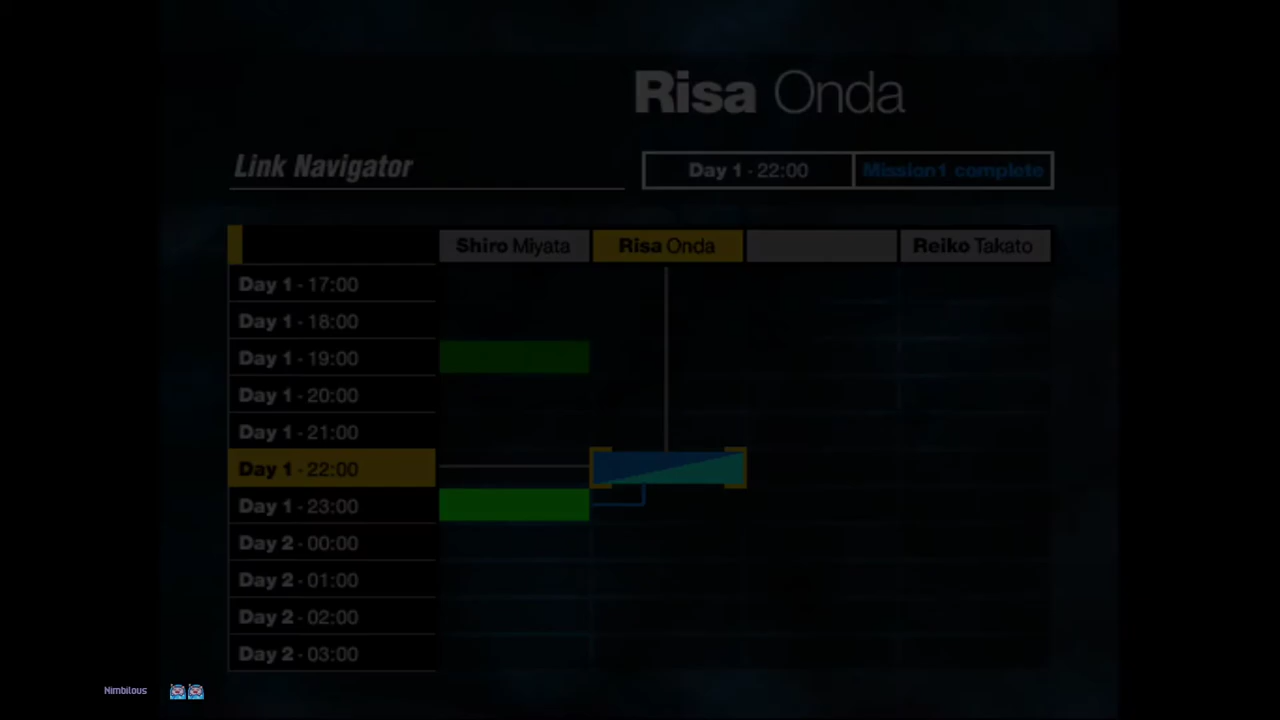 Risa Onda
Link Navigator
Day 1 - 22:00 Mission1 complete
Shiro Miyata Risa Onda Reiko Takato
Day 1 - 17:00
Day 1 - 18:00
Day 1 - 19:00
Day 1 - 20:00
Day 1 - 21:00
Day 1 - 22:00
Day 1 - 23:00
Day 2 - 00:00
Day 2 - 01:00
Day 2 - 02:00
Day 2 - 03:00
Nimbilous